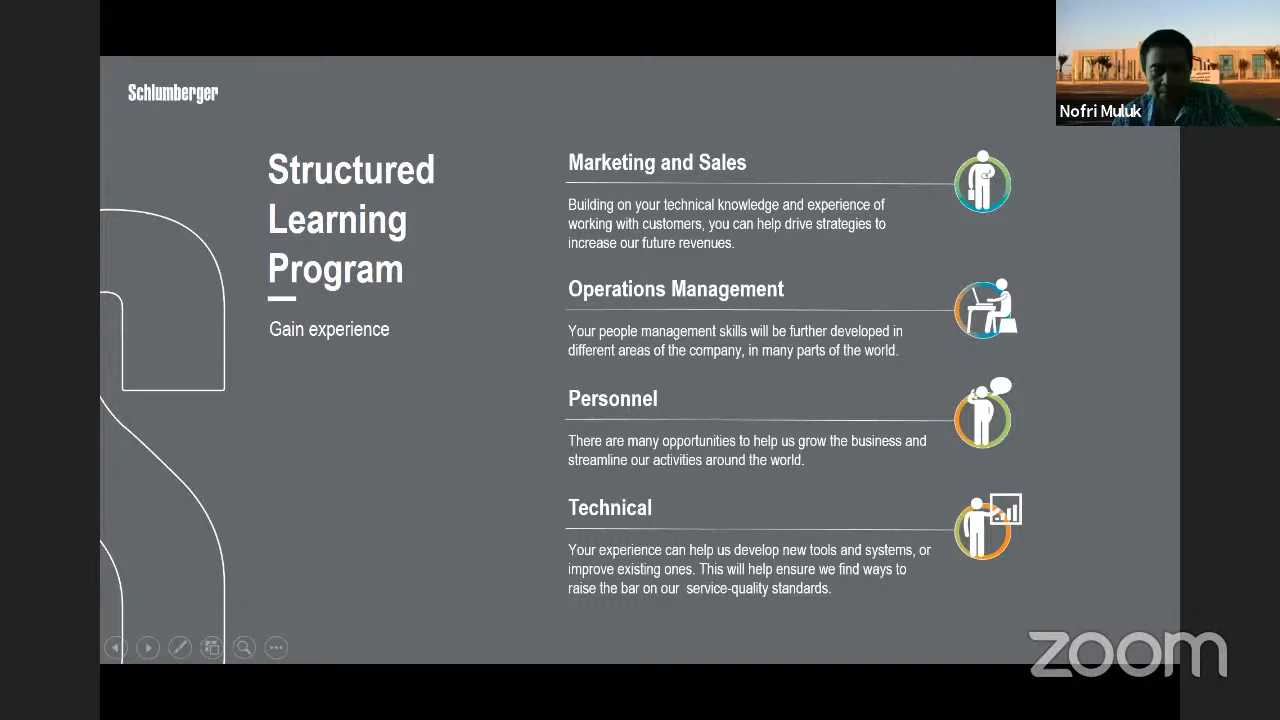 Schlumberger
Nofri Muluk
Structured
Learning
Program
Gain experience
Marketing and Sales
Building on your technical knowledge and experience of
working with customers, you can help drive strategies to
increase our future revenues.
Operations Management
Your people management skills will be further developed in
different areas of the company, in many parts of the world.
Personnel
There are many opportunities to help us grow the business and
streamline our activities around the world.
Technical
Your experience can help us develop new tools and systems, or
improve existing ones. This will help ensure we find ways to
raise the bar on our service-quality standards.
zoom